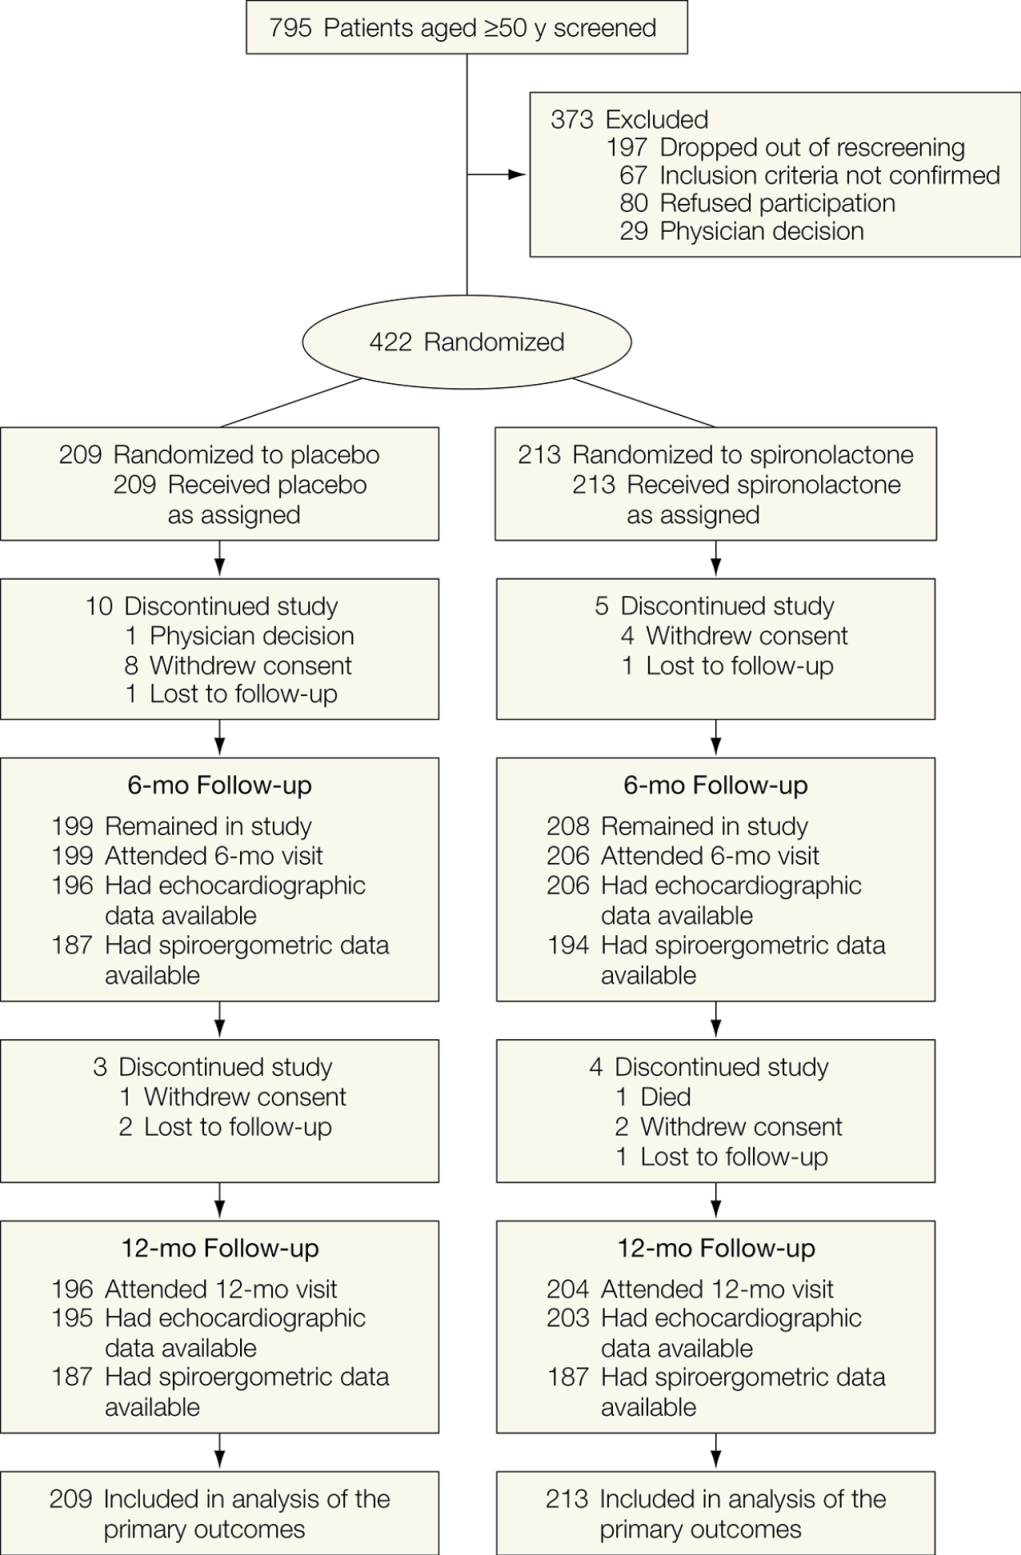 795 Patients aged ≥50 y screened
373 Excluded
197 Dropped out of rescreening
67 Inclusion criteria not confirmed
80 Refused participation
29 Physician decision
422 Randomized
209 Randomized to placebo
209 Received placebo
as assigned
213 Randomized to spironolactone
213 Received spironolactone
as assigned
10 Discontinued study
1 Physician decision
8 Withdrew consent
1 Lost to follow-up
5 Discontinued study
4 Withdrew consent
1 Lost to follow-up
6-mo Follow-up
199 Remained in study
199 Attended 6-mo visit
196 Had echocardiographic
data available
187 Had spiroergometric data
available
6-mo Follow-up
208 Remained in study
206 Attended 6-mo visit
206 Had echocardiographic
data available
194 Had spiroergometric data
available
3 Discontinued study
1 Withdrew consent
2 Lost to follow-up
4 Discontinued study
1 Died
2 Withdrew consent
1 Lost to follow-up
12-mo Follow-up
196 Attended 12-mo visit
195 Had echocardiographic
data available
187 Had spiroergometric data
available
12-mo Follow-up
204 Attended 12-mo visit
203 Had echocardiographic
data available
187 Had spiroergometric data
available
209 Included in analysis of the
primary outcomes
213 Included in analysis of the
primary outcomes